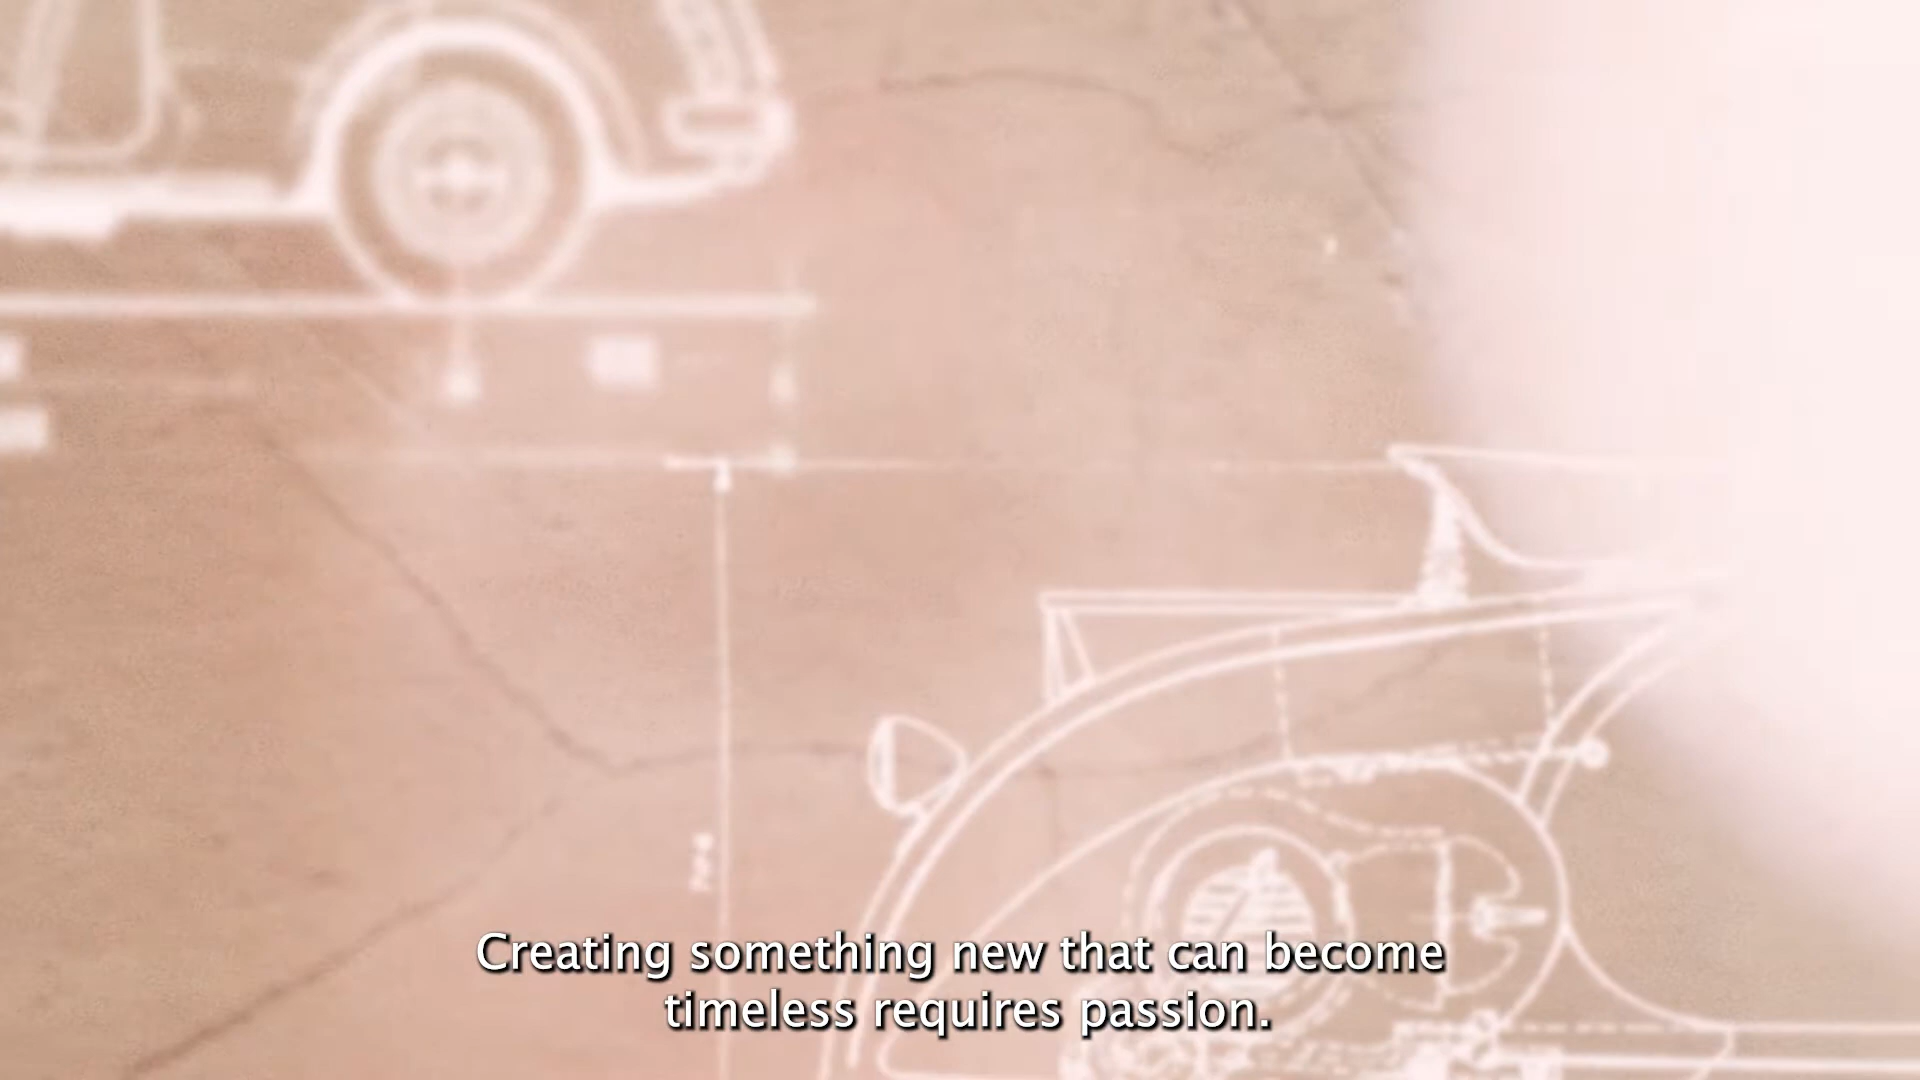 Creating something new that can become
timeless requires passion.